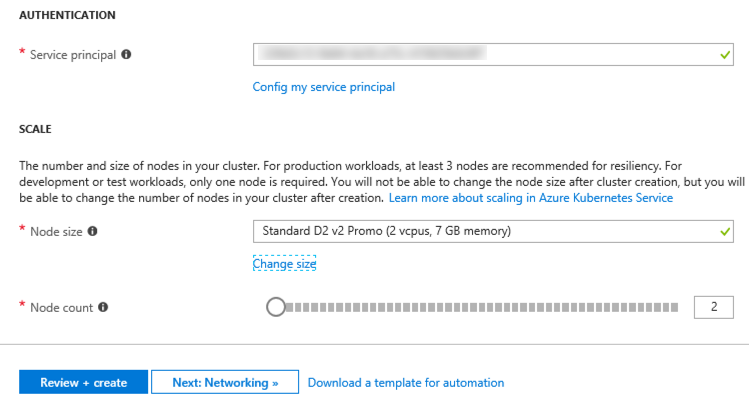 AUTHENTICATION
* Service principal
Config my service principal
SCALE
The number and size of nodes in your cluster. For production workloads, at least 3 nodes are recommended for resiliency. For
development or test workloads, only one node is required. You will not be able to change the node size after cluster creation, but you will
be able to change the number of nodes in your cluster after creation. Learn more about scaling in Azure Kubernetes Service
* Node size Standard D2 v2 Promo (2 vcpus, 7 GB memory)
Change size
* Node count 2
Review + create Next: Networking » Download a template for automation